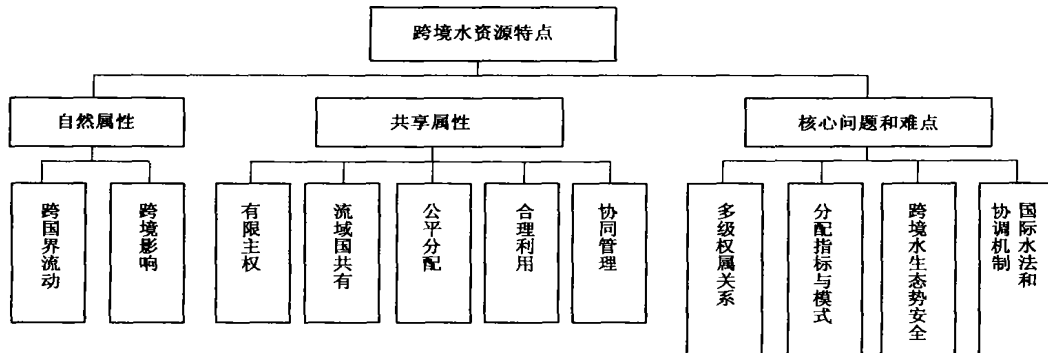 跨境水资源特点
自然属性
共享属性
核心问题和难点
跨国界流动
跨境影响
有限主权
流域国共有
公平分配
合理利用
协同管理
多级权属关系
分配指标与模式
跨境水生态势安全
国际水法和
协调机制